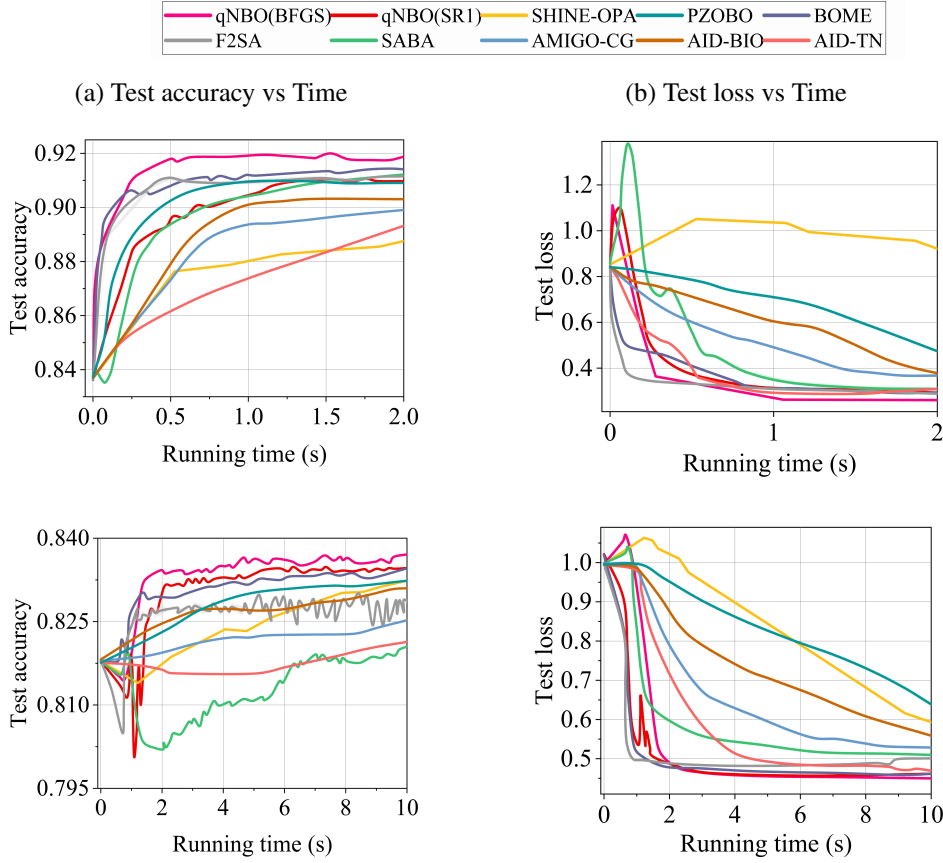 qNBO(BFGS) qNBO(SR1) SHINE-OPA PZOBO BOME
F2SA SABA AMIGO-CG AID-BIO AID-TN
(a) Test accuracy vs Time
(b) Test loss vs Time
Test accuracy
0.92
0.90
0.88
0.86
0.84
0.0 0.5 1.0 1.5 2.0
Running time (s)
Test loss
1.2
1.0
0.8
0.6
0.4
0 1 2
Running time (s)
Test accuracy
0.840
0.825
0.810
0.795
0 2 4 6 8 10
Running time (s)
Test loss
1.0
0.9
0.8
0.7
0.6
0.5
0 2 4 6 8 10
Running time (s)